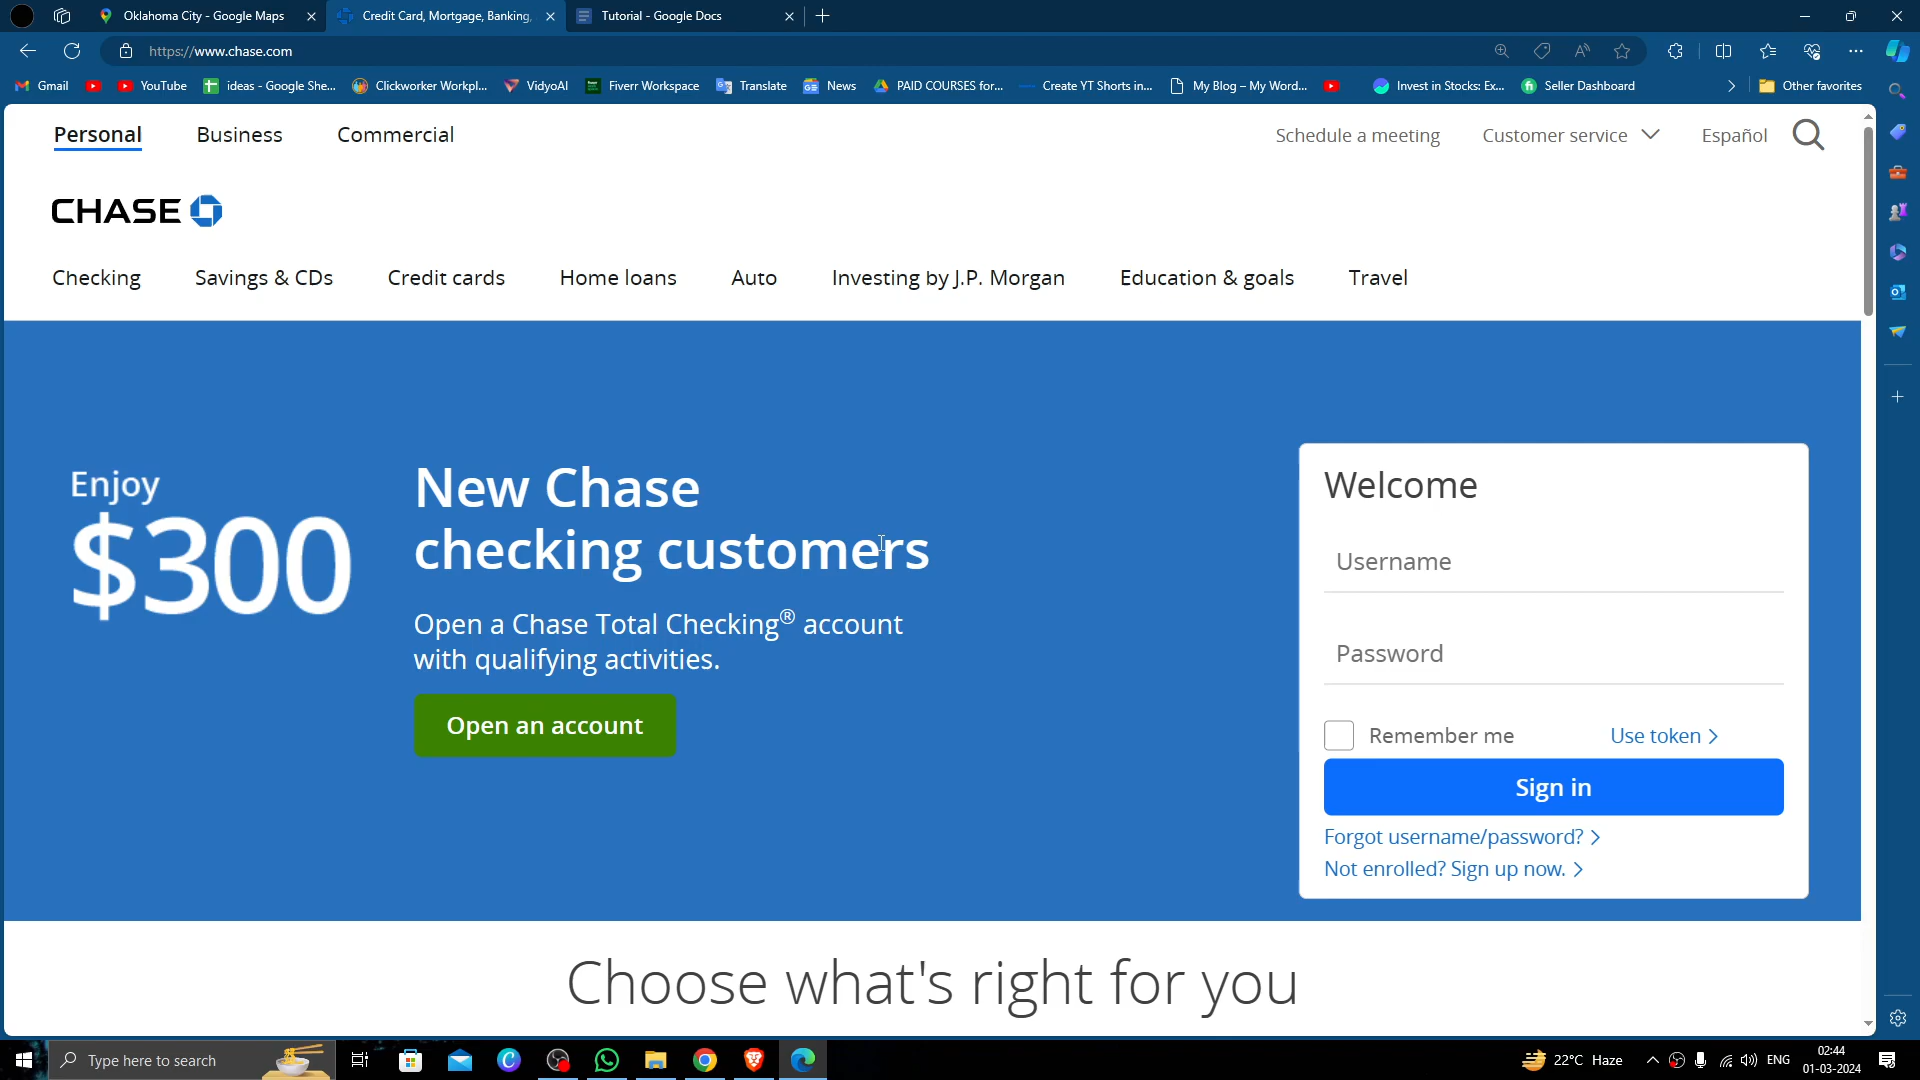 Oklahoma City - Google Maps
Credit Card, Mortgage, Banking,
Tutorial - Google Docs
https://www.chase.com
Gmail
YouTube
ideas - Google She...
Clickworker Workpl...
VidyoAI
Fiverr Workspace
Translate
News
PAID COURSES for...
Create YT Shorts in...
My Blog – My Word...
Invest in Stocks: Ex...
Seller Dashboard
Other favorites
Personal
Business
Commercial
Schedule a meeting
Customer service
Español
CHASE
Checking
Savings & CDs
Credit cards
Home loans
Auto
Investing by J.P. Morgan
Education & goals
Travel
Enjoy
$300
New Chase
checking customers
Open a Chase Total Checking® account
with qualifying activities.
Open an account
Welcome
Username
Password
Remember me
Use token
Sign in
Forgot username/password?
Not enrolled? Sign up now.
Choose what's right for you
Type here to search
22°C Haze
ENG
02:44
01-03-2024